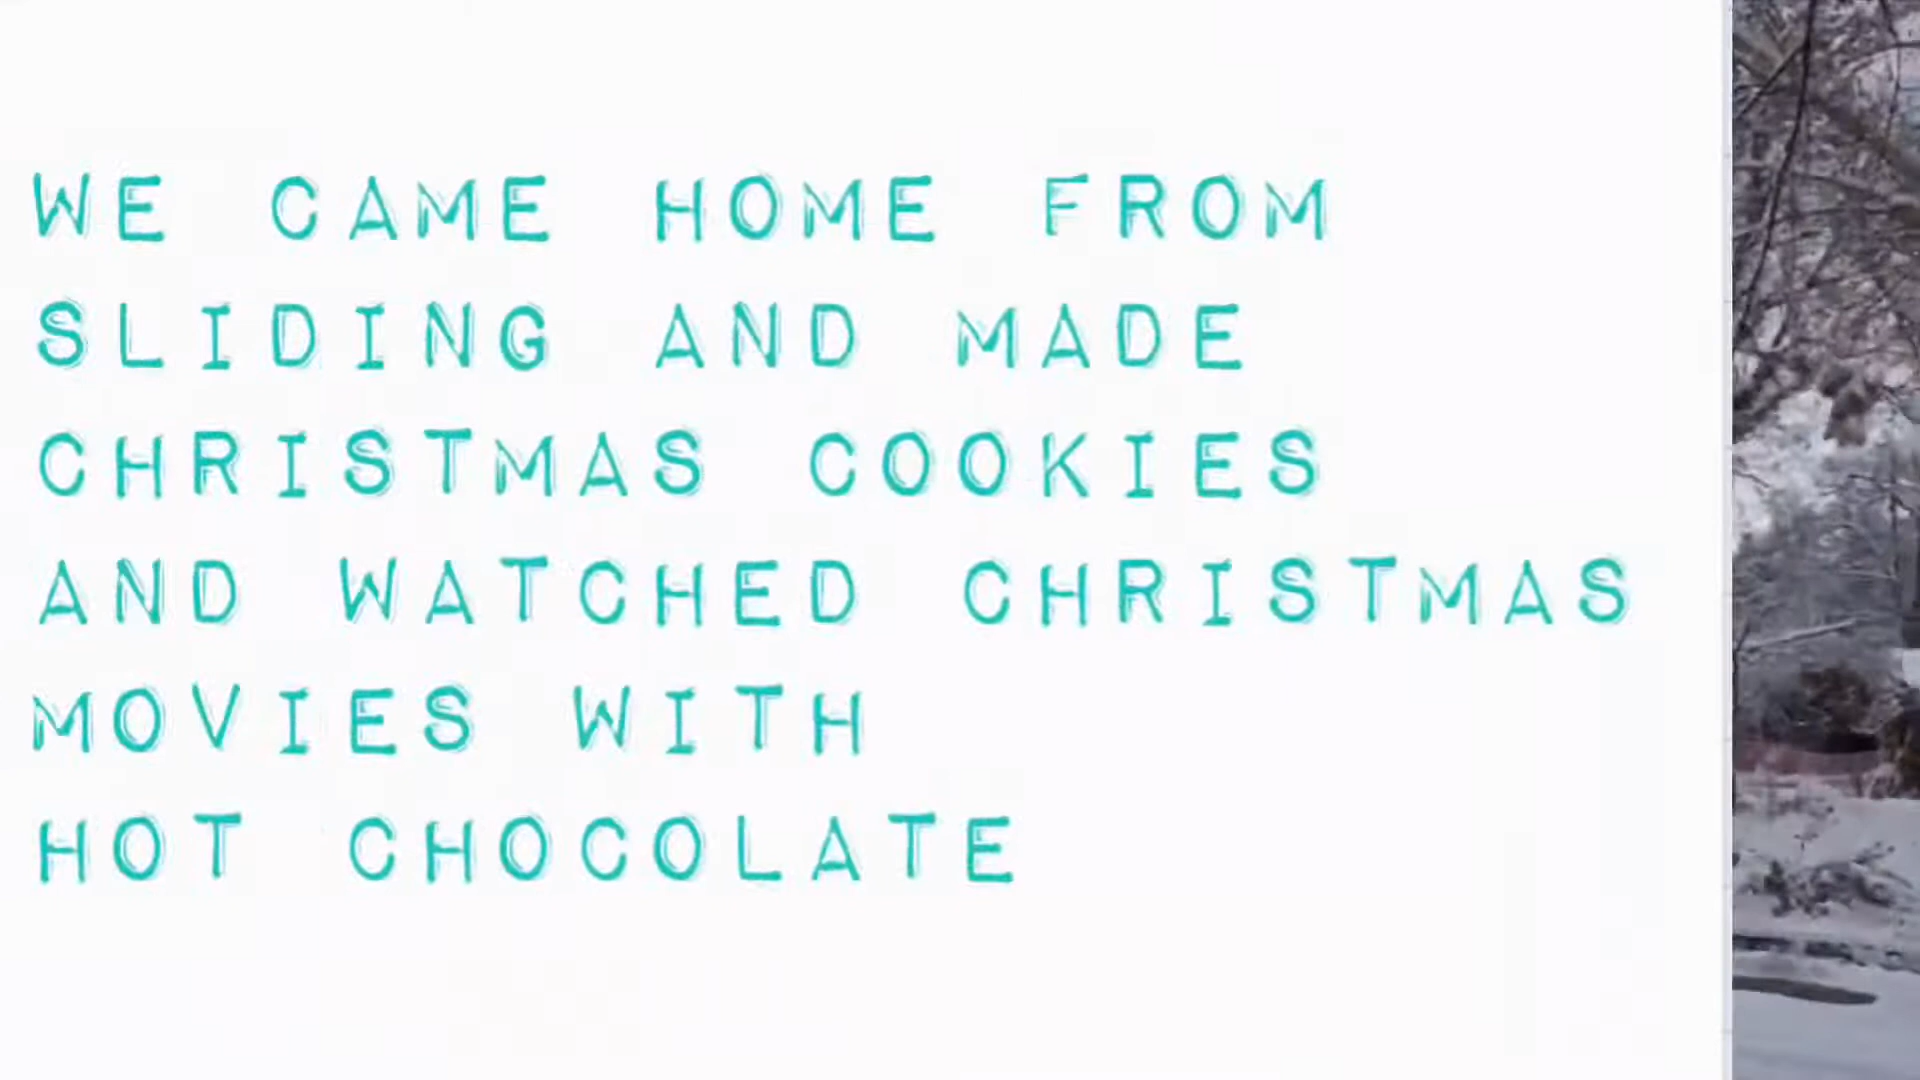 WE CAME HOME FROM
SLIDING AND MADE
CHRISTMAS COOKIES
AND WATCHED CHRISTMAS
MOVIES WITH
HOT CHOCOLATE